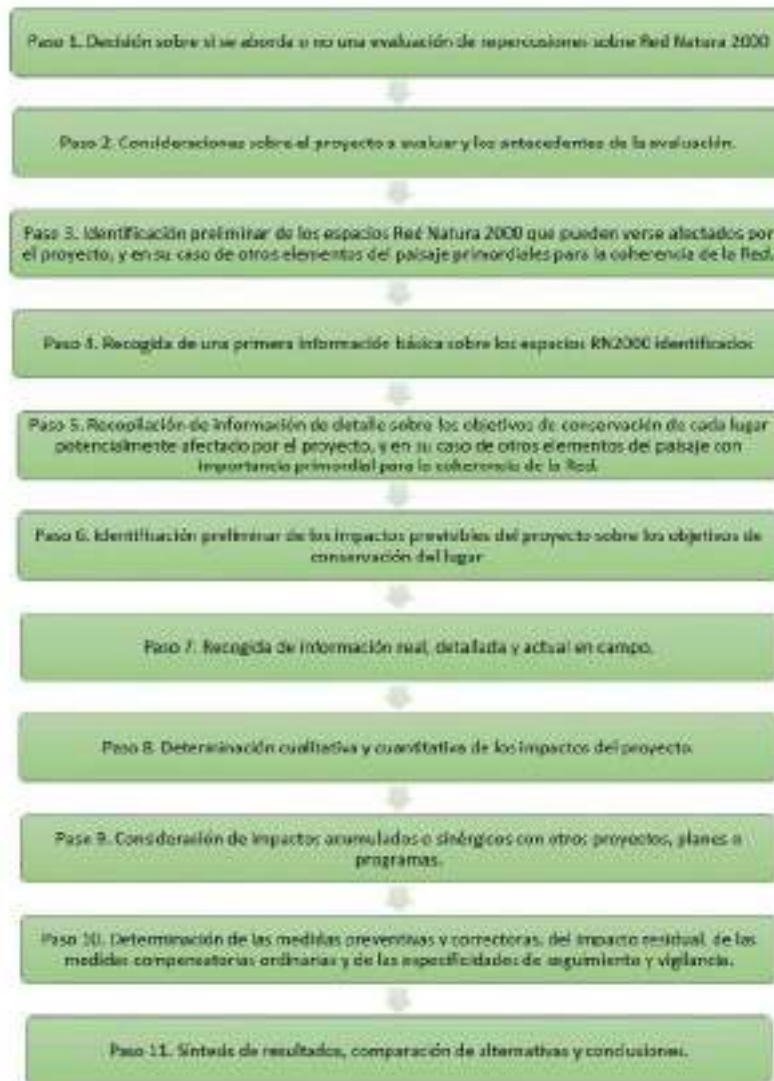 Paso 1. Decisión sobre si se aborda o no una evaluación de repercusiones sobre Red Natura 2000
Paso 2. Consideraciones sobre el proyecto a evaluar y los antecedentes de la evaluación.
Paso 3. Identificación preliminar de los espacios Red Natura 2000 que pueden verse afectados por
el proyecto, y en su caso de otros elementos del paisaje primordiales para la coherencia de la Red.
Paso 4. Recogida de una primera información básica sobre los espacios RN2000 identificados
Paso 5. Recopilación de información de detalle sobre los objetivos de conservación de cada lugar
potencialmente afectado por el proyecto, y en su caso de otros elementos del paisaje con
importancia primordial para la coherencia de la Red.
Paso 6. Identificación preliminar de los impactos previsibles del proyecto sobre los objetivos de
conservación del lugar
Paso 7. Recogida de información real, detallada y actual en campo.
Paso 8. Determinación cualitativa y cuantitativa de los impactos del proyecto.
Paso 9. Consideración de impactos acumulados o sinérgicos con otros proyectos, planes o
programas.
Paso 10. Determinación de las medidas preventivas y correctoras, del impacto residual, de las
medidas compensatorias ordinarias y de las especificidades de seguimiento y vigilancia.
Paso 11. Síntesis de resultados, comparación de alternativas y conclusiones.